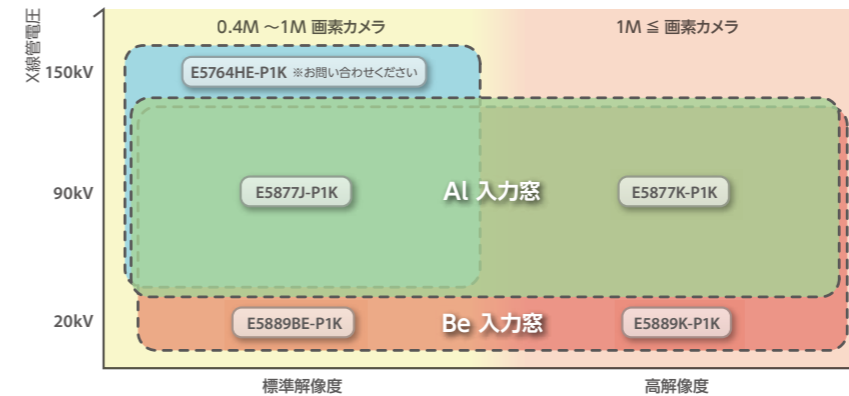 X線管電圧
0.4M ～1M 画素カメラ
1M ≦ 画素カメラ
150kV
E5764HE-P1K ※お問い合わせください
90kV
E5877J-P1K
Al 入力窓
E5877K-P1K
20kV
E5889BE-P1K
Be 入力窓
E5889K-P1K
標準解像度
高解像度